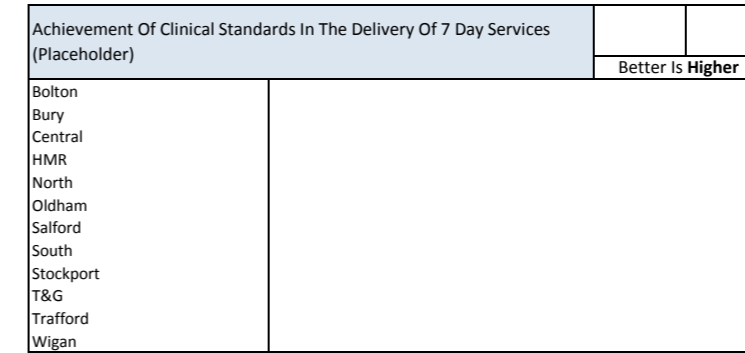 Achievement Of Clinical Standards In The Delivery Of 7 Day Services
(Placeholder)
Better Is Higher
Bolton
Bury
Central
HMR
North
Oldham
Salford
South
Stockport
T&G
Trafford
Wigan